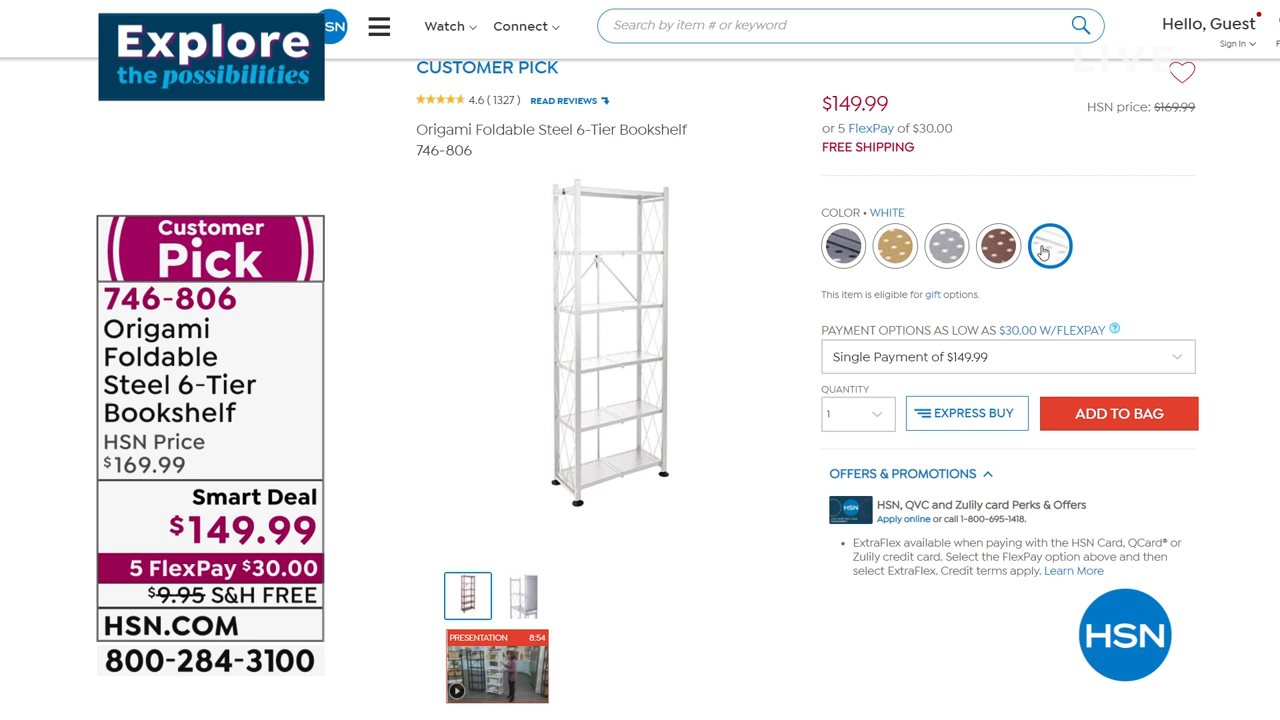 Explore
the possibilities
HSN
Watch
Connect
Search by item # or keyword
Hello, Guest
Sign In
LIVE
CUSTOMER PICK
4.6 ( 1327 ) READ REVIEWS
Origami Foldable Steel 6-Tier Bookshelf
746-806
$149.99
HSN price: $169.99
or 5 FlexPay of $30.00
FREE SHIPPING
COLOR • WHITE
This item is eligible for gift options.
PAYMENT OPTIONS AS LOW AS $30.00 W/FLEXPAY ?
Single Payment of $149.99
QUANTITY
1
EXPRESS BUY
ADD TO BAG
OFFERS & PROMOTIONS
HSN
HSN, QVC and Zulily card Perks & Offers
Apply online or call 1-800-695-1418.
• ExtraFlex available when paying with the HSN Card, QCard® or
Zulily credit card. Select the FlexPay option above and then
select ExtraFlex. Credit terms apply. Learn More
HSN
PRESENTATION 8:54
Customer
Pick
746-806
Origami
Foldable
Steel 6-Tier
Bookshelf
HSN Price
$169.99
Smart Deal
$149.99
5 FlexPay $30.00
$9.95 S&H FREE
HSN.COM
800-284-3100